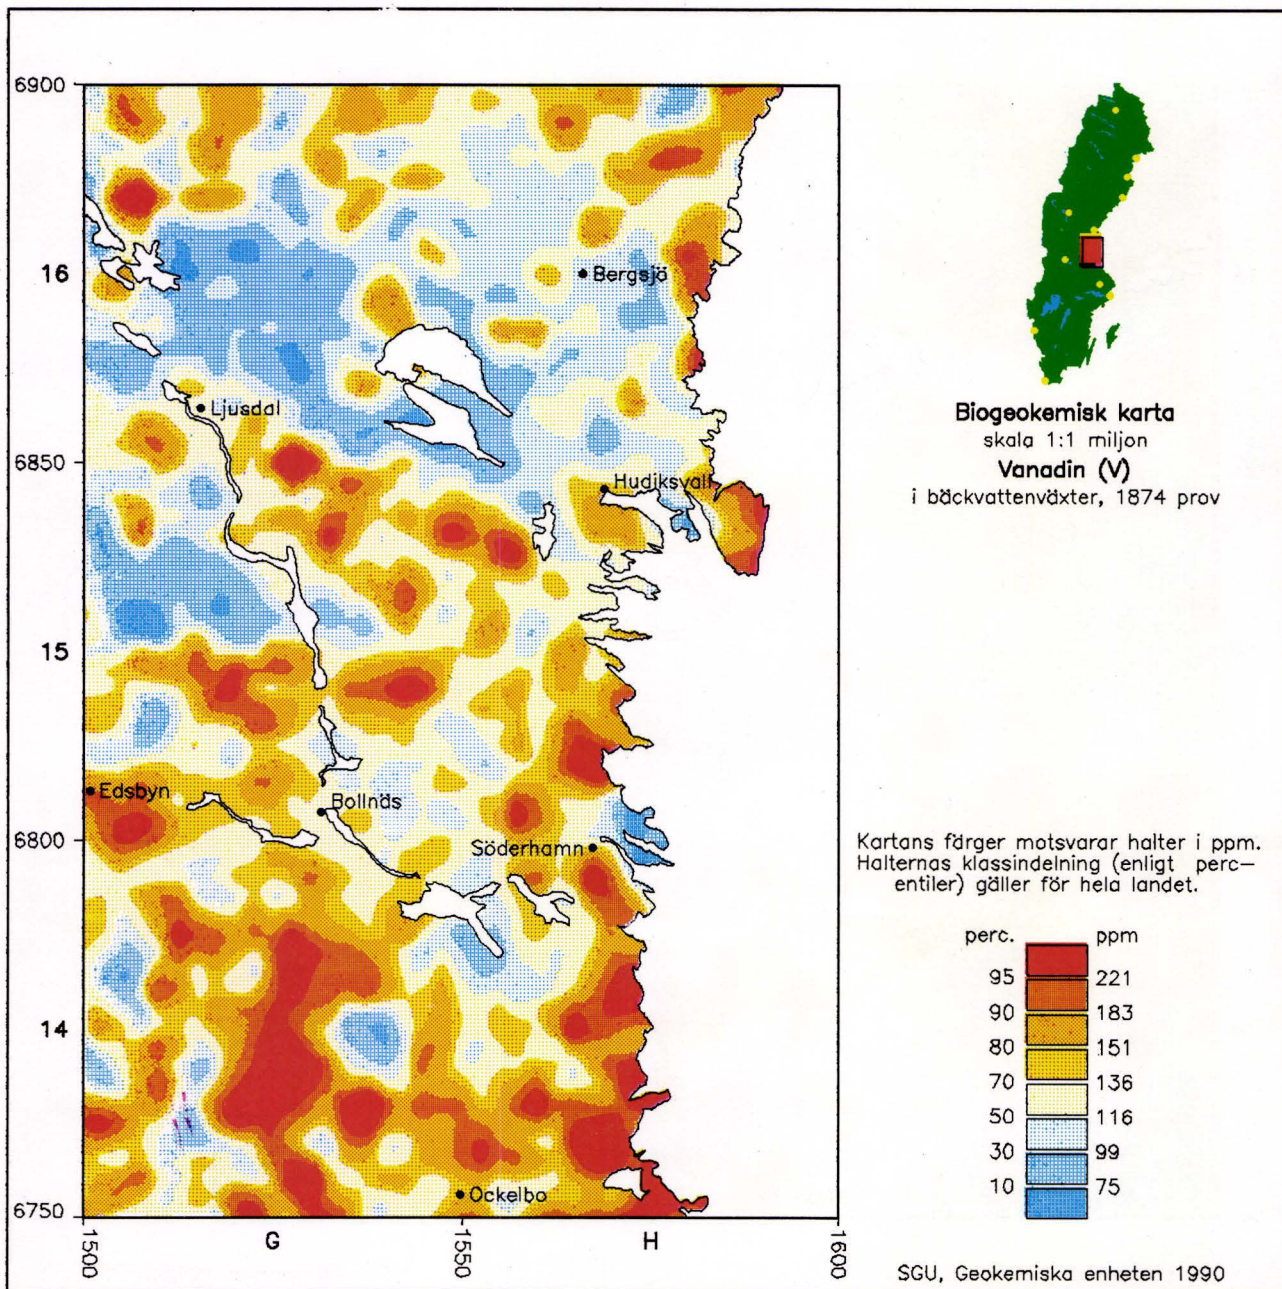 6900
16
6850
15
6800
14
6750
1500
G
1550
H
1600
Bergsjö
Ljusdal
Hudiksvall
Edsbyn
Bollnäs
Söderhamn
Ockelbo
Biogeokemisk karta
skala 1:1 miljon
Vanadin (V)
i bäckvattenväxter, 1874 prov
Kartans färger motsvarar halter i ppm.
Halternas klassindelning (enligt perc-
entiler) gäller för hela landet.
perc. ppm
95 221
90 183
80 151
70 136
50 116
30 99
10 75
SGU, Geokemiska enheten 1990